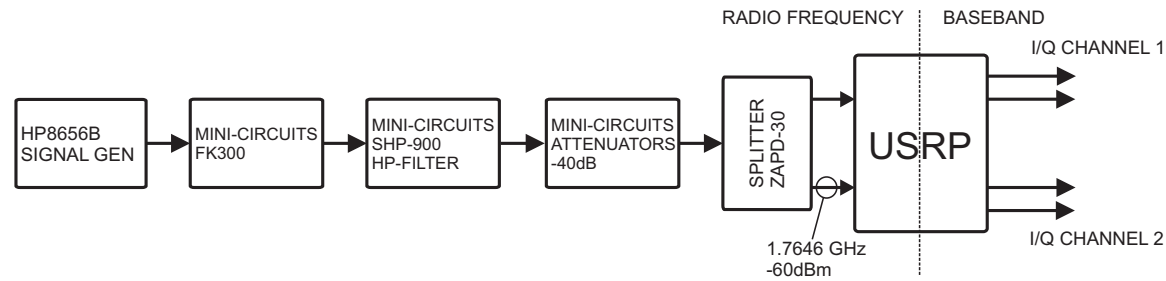 RADIO FREQUENCY
BASEBAND
I/Q CHANNEL 1
HP8656B
SIGNAL GEN
MINI-CIRCUITS
FK300
MINI-CIRCUITS
SHP-900
HP-FILTER
MINI-CIRCUITS
ATTENUATORS
-40dB
SPLITTER
ZAPD-30
USRP
1.7646 GHz
-60dBm
I/Q CHANNEL 2